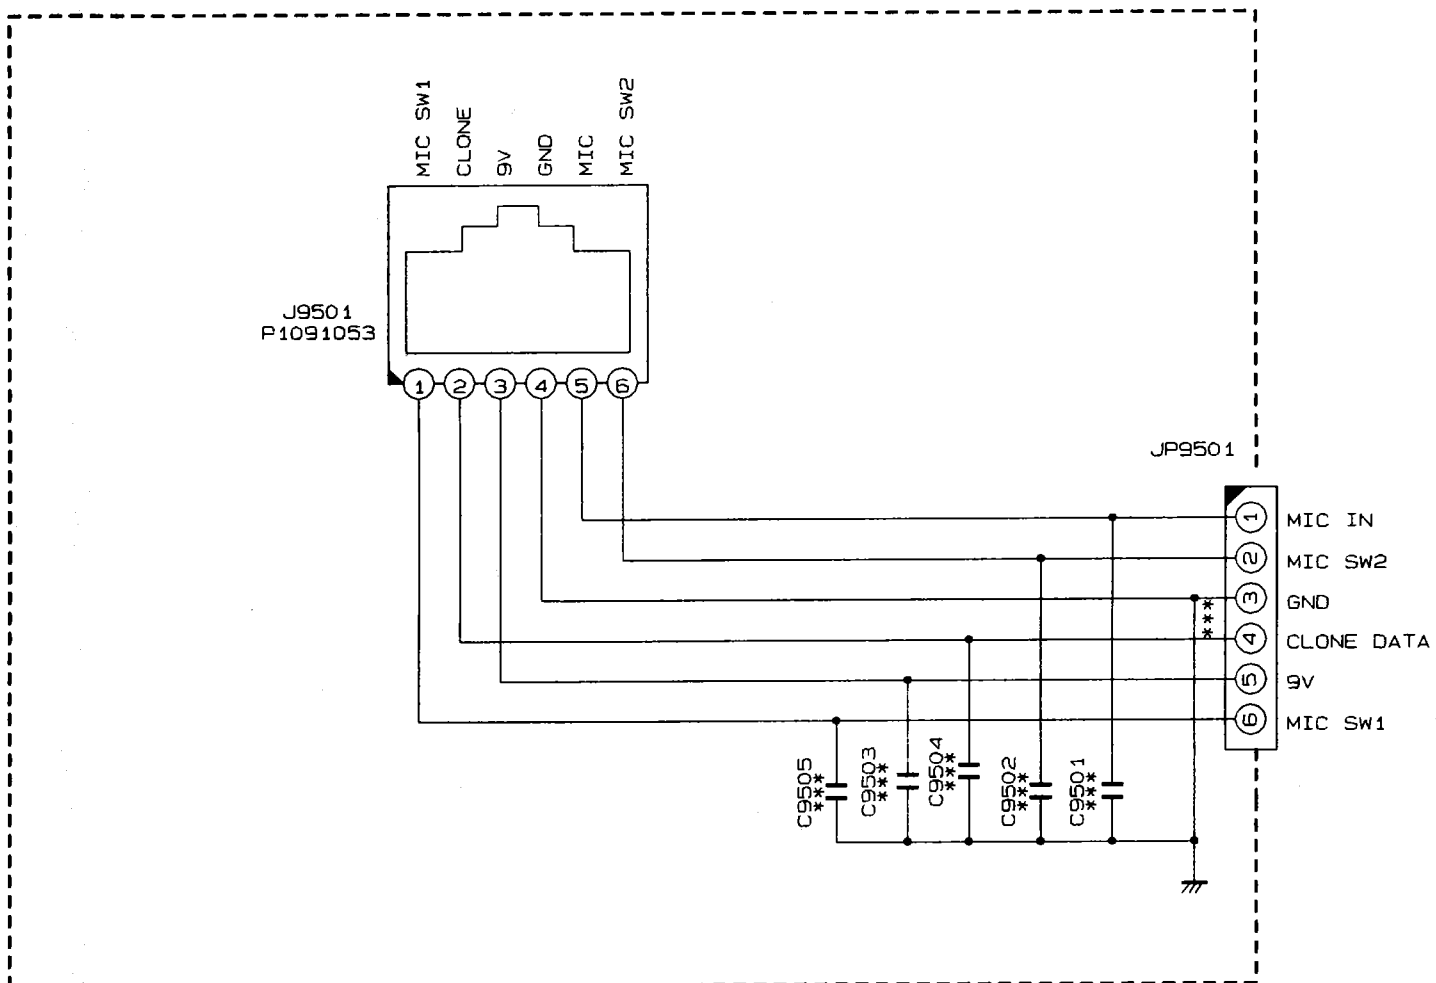 MIC SW1
CLONE
9V
GND
MIC
MIC SW2
J9501
P1091053
1
2
3
4
5
6
JP9501
1
MIC IN
2
MIC SW2
3
GND
***
4
CLONE DATA
5
9V
6
MIC SW1
C9505
***
C9503
***
C9504
***
C9502
***
C9501
***